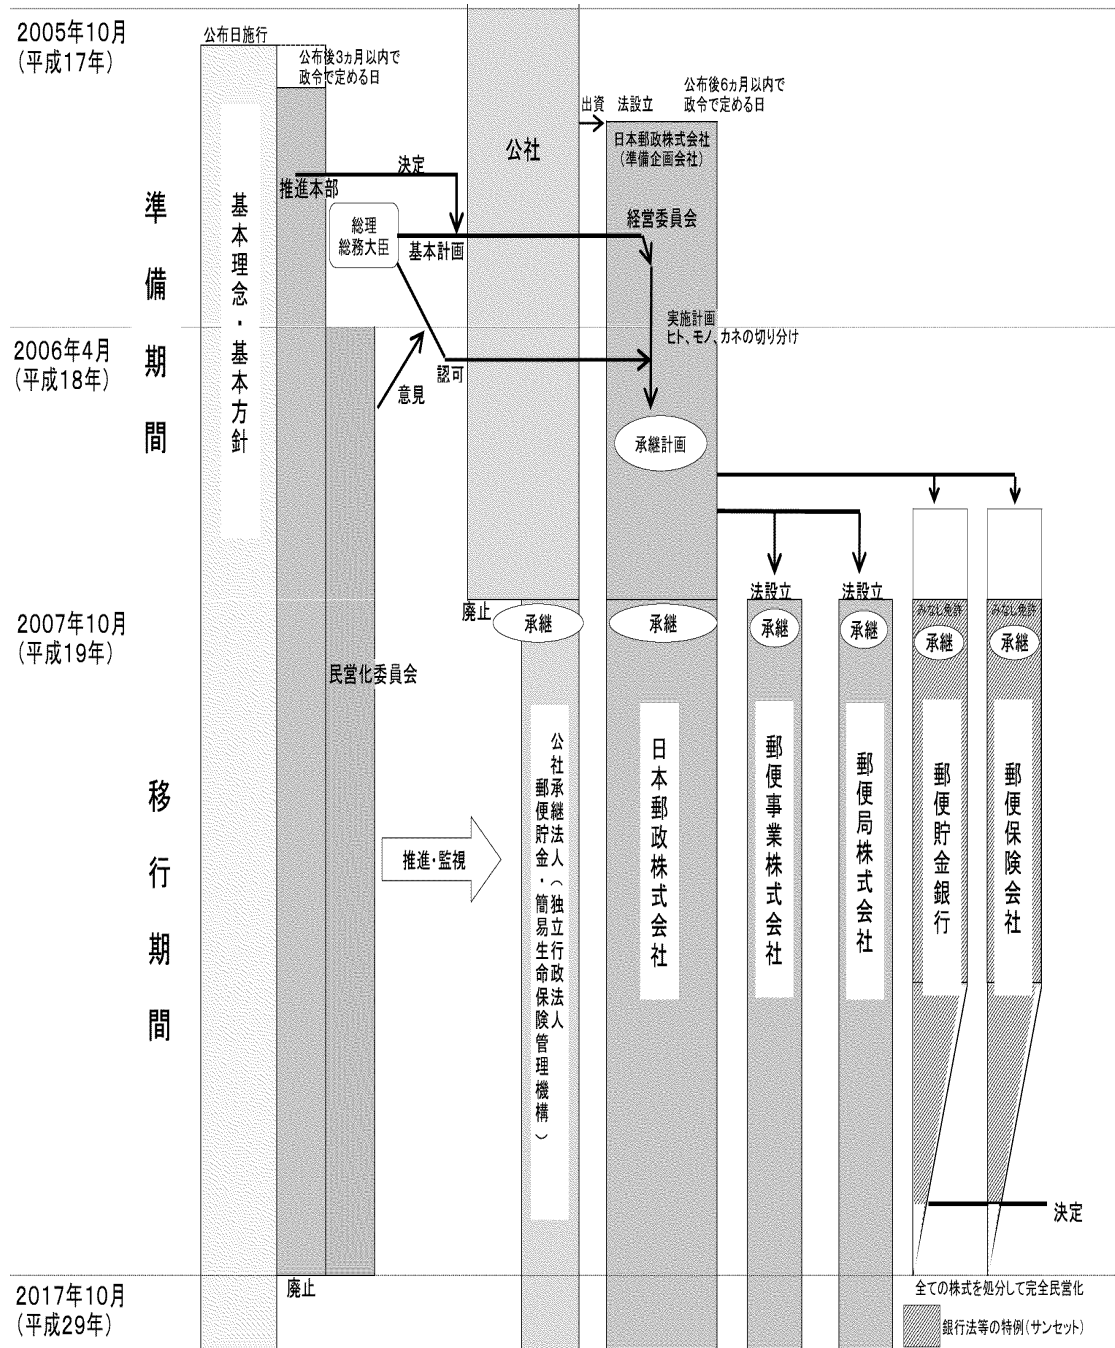 2005年10月
(平成17年)
公布日施行
公布後3ヵ月以内で
政令で定める日
公社
出資
法設立
公布後6ヵ月以内で
政令で定める日
日本郵政株式会社
(準備企画会社)
準備期間
基本理念・基本方針
推進本部
決定
総理
総務大臣
基本計画
経営委員会
実施計画
ヒト、モノ、カネの切り分け
2006年4月
(平成18年)
意見
認可
承継計画
2007年10月
(平成19年)
廃止
承継
承継
法設立
承継
法設立
承継
みなし免許
承継
みなし免許
承継
民営化委員会
移行期間
推進・監視
公社承継法人(独立行政法人
郵便貯金・簡易生命保険管理機構)
日本郵政株式会社
郵便事業株式会社
郵便局株式会社
郵便貯金銀行
郵便保険会社
決定
2017年10月
(平成29年)
廃止
全ての株式を処分して完全民営化
銀行法等の特例(サンセット)